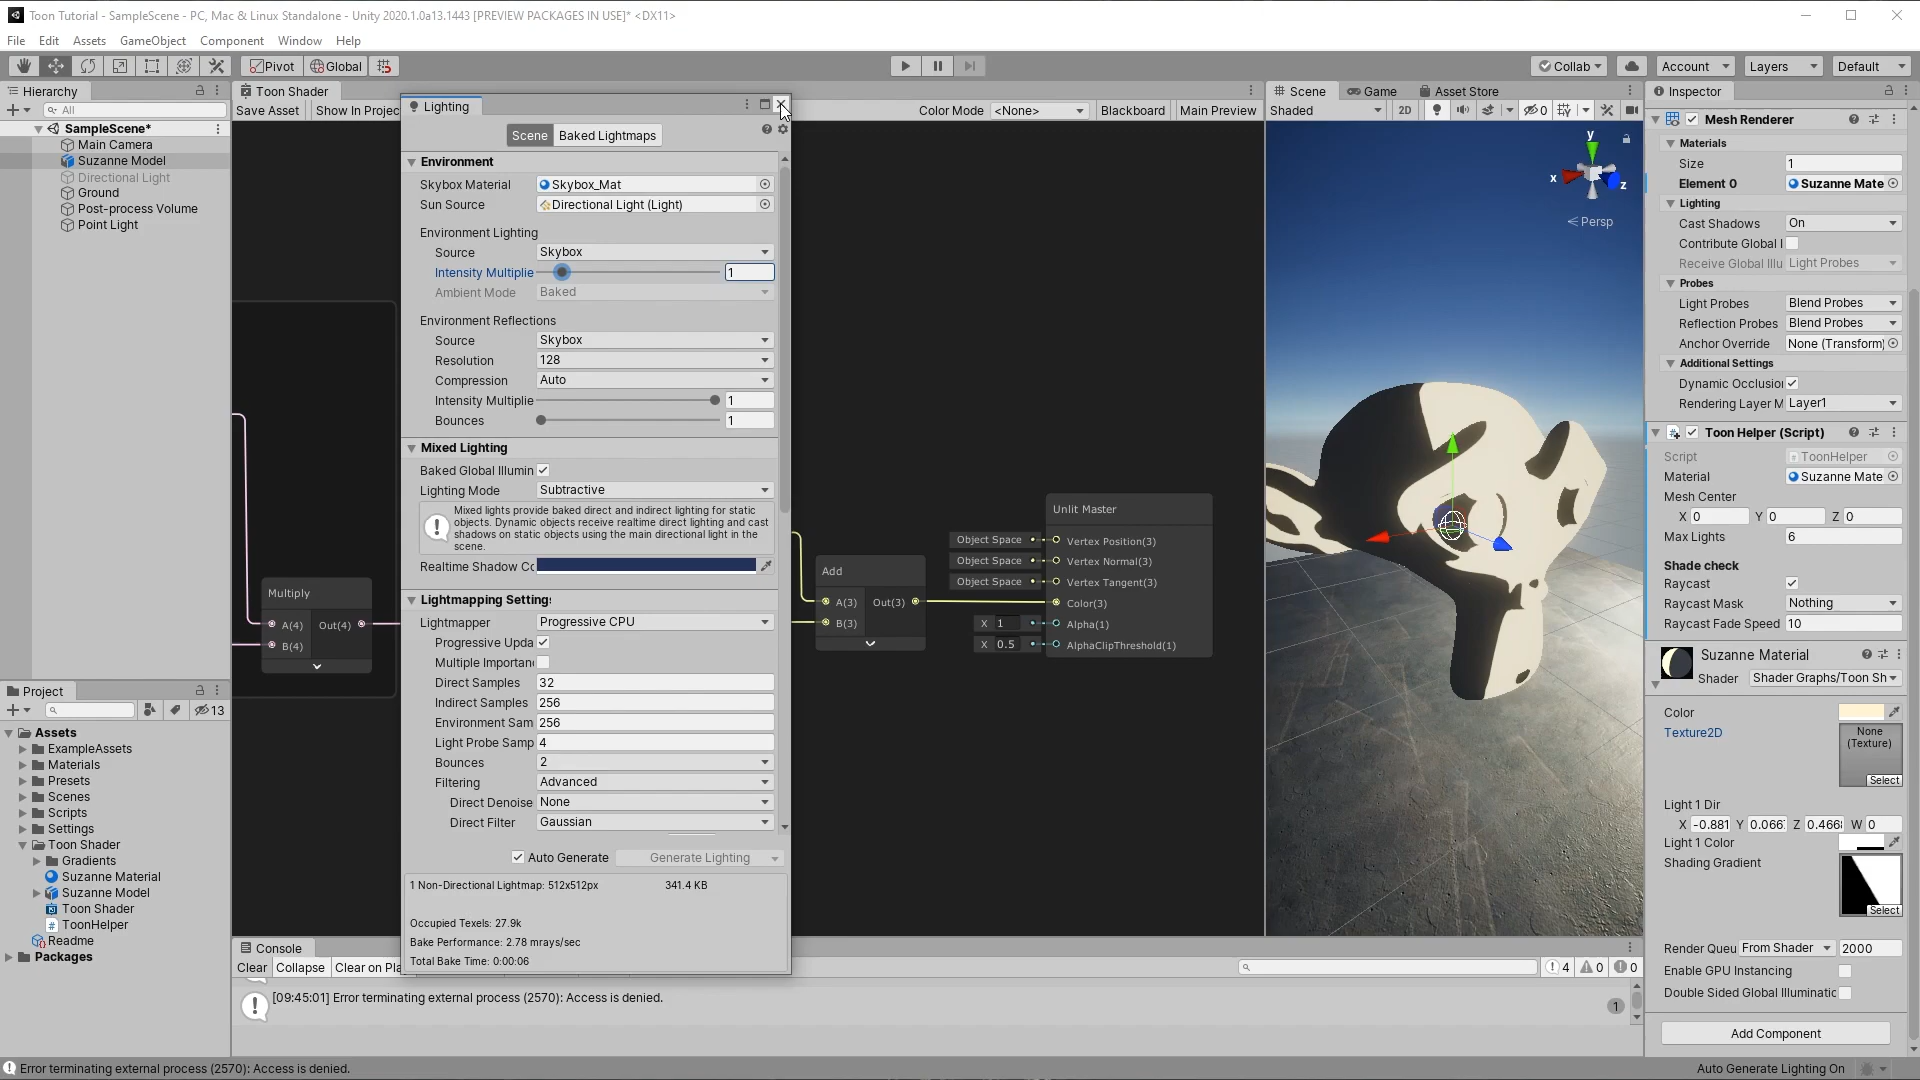 Toon Tutorial - SampleScene - PC, Mac & Linux Standalone - Unity 2020.1.0a13.1443 [PREVIEW PACKAGES IN USE]* <DX11>
File Edit Assets GameObject Component Window Help
Pivot Global Collab Account Layers Default
Hierarchy
All
SampleScene*
Main Camera
Suzanne Model
Directional Light
Ground
Post-process Volume
Point Light
Project
13
Assets
ExampleAssets
Materials
Presets
Scenes
Scripts
Settings
Toon Shader
Gradients
Suzanne Material
Suzanne Model
Toon Shader
ToonHelper
Readme
Packages
Toon Shader
Save Asset Show In Projec
Color Mode <None> Blackboard Main Preview
Multiply
A(4) Out(4)
B(4)
Lighting
Scene Baked Lightmaps
Environment
Skybox Material Skybox_Mat
Sun Source Directional Light (Light)
Environment Lighting
Source Skybox
Intensity Multiplie 1
Ambient Mode Baked
Environment Reflections
Source Skybox
Resolution 128
Compression Auto
Intensity Multiplie 1
Bounces 1
Mixed Lighting
Baked Global Illumin
Lighting Mode Subtractive
Mixed lights provide baked direct and indirect lighting for static
objects. Dynamic objects receive realtime direct lighting and cast
shadows on static objects using the main directional light in the
scene.
Realtime Shadow Cc
Lightmapping Settings
Lightmapper Progressive CPU
Progressive Upda
Multiple Importan
Direct Samples 32
Indirect Samples 256
Environment Sam 256
Light Probe Samp 4
Bounces 2
Filtering Advanced
Direct Denoise None
Direct Filter Gaussian
Auto Generate Generate Lighting
1 Non-Directional Lightmap: 512x512px 341.4 KB
Occupied Texels: 27.9k
Bake Performance: 2.78 mrays/sec
Total Bake Time: 0:00:06
Add
A(3) Out(3)
B(3)
Unlit Master
Object Space Vertex Position(3)
Object Space Vertex Normal(3)
Object Space Vertex Tangent(3)
Color(3)
X 1 Alpha(1)
X 0.5 AlphaClipThreshold(1)
Console
Clear Collapse Clear on Pla
4 0 0
[09:45:01] Error terminating external process (2570): Access is denied.
1
Scene Game Asset Store
Shaded 2D 0
y
x z
Persp
Inspector
Mesh Renderer
Materials
Size 1
Element 0 Suzanne Mate
Lighting
Cast Shadows On
Contribute Global I
Receive Global Illu Light Probes
Probes
Light Probes Blend Probes
Reflection Probes Blend Probes
Anchor Override None (Transform)
Additional Settings
Dynamic Occlusion
Rendering Layer M Layer1
Toon Helper (Script)
Script ToonHelper
Material Suzanne Mate
Mesh Center
X 0 Y 0 Z 0
Max Lights 6
Shade check
Raycast
Raycast Mask Nothing
Raycast Fade Speed 10
Suzanne Material
Shader Shader Graphs/Toon Sh
Color
Texture2D None
(Texture)
Select
Light 1 Dir
X -0.881 Y 0.066 Z 0.468 W 0
Light 1 Color
Shading Gradient
Select
Render Queu From Shader 2000
Enable GPU Instancing
Double Sided Global Illuminatic
Add Component
Error terminating external process (2570): Access is denied.
Auto Generate Lighting On